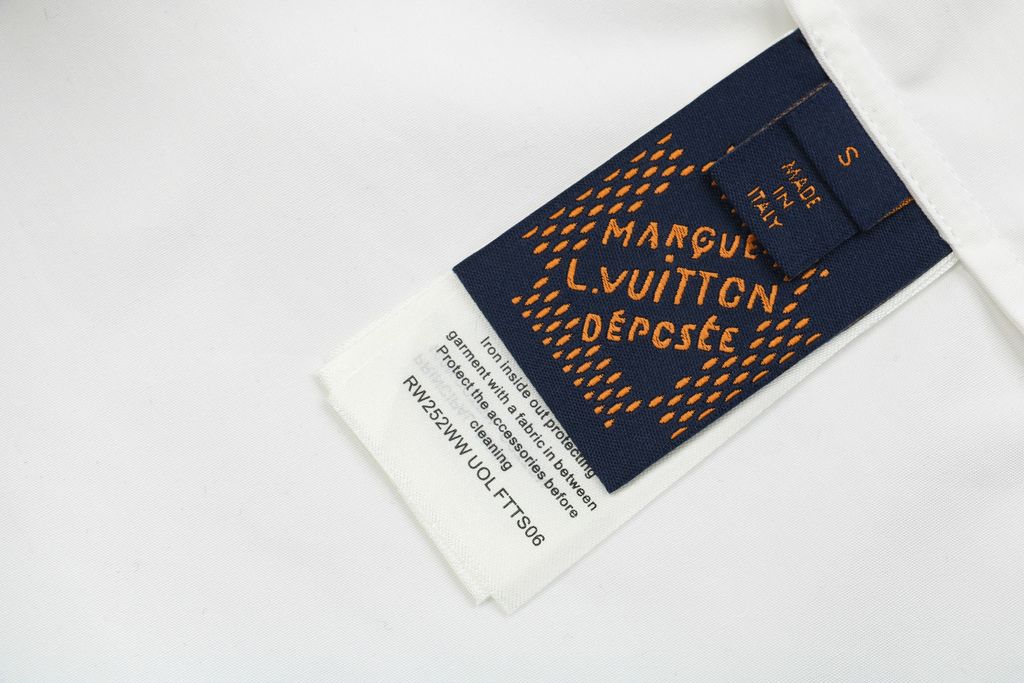 S
MADE
IN
ITALY
MARQUE
L.VUITTON
DÉPOSÉE
Iron inside out protecting
garment with a fabric in between
Protect the accessories before
cleaning
RW252WW UOL FTTS06